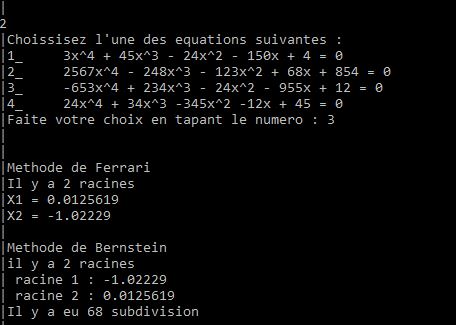 |
2
|Choissisez l'une des equations suivantes :
|1_ 3x^4 + 45x^3 - 24x^2 - 150x + 4 = 0
|2_ 2567x^4 - 248x^3 - 123x^2 + 68x + 854 = 0
|3_ -653x^4 + 234x^3 - 24x^2 - 955x + 12 = 0
|4_ 24x^4 + 34x^3 -345x^2 -12x + 45 = 0
|Faite votre choix en tapant le numero : 3
|
|
|Methode de Ferrari
|Il y a 2 racines
|X1 = 0.0125619
|X2 = -1.02229
|
|Methode de Bernstein
|il y a 2 racines
| racine 1 : -1.02229
| racine 2 : 0.0125619
|Il y a eu 68 subdivision